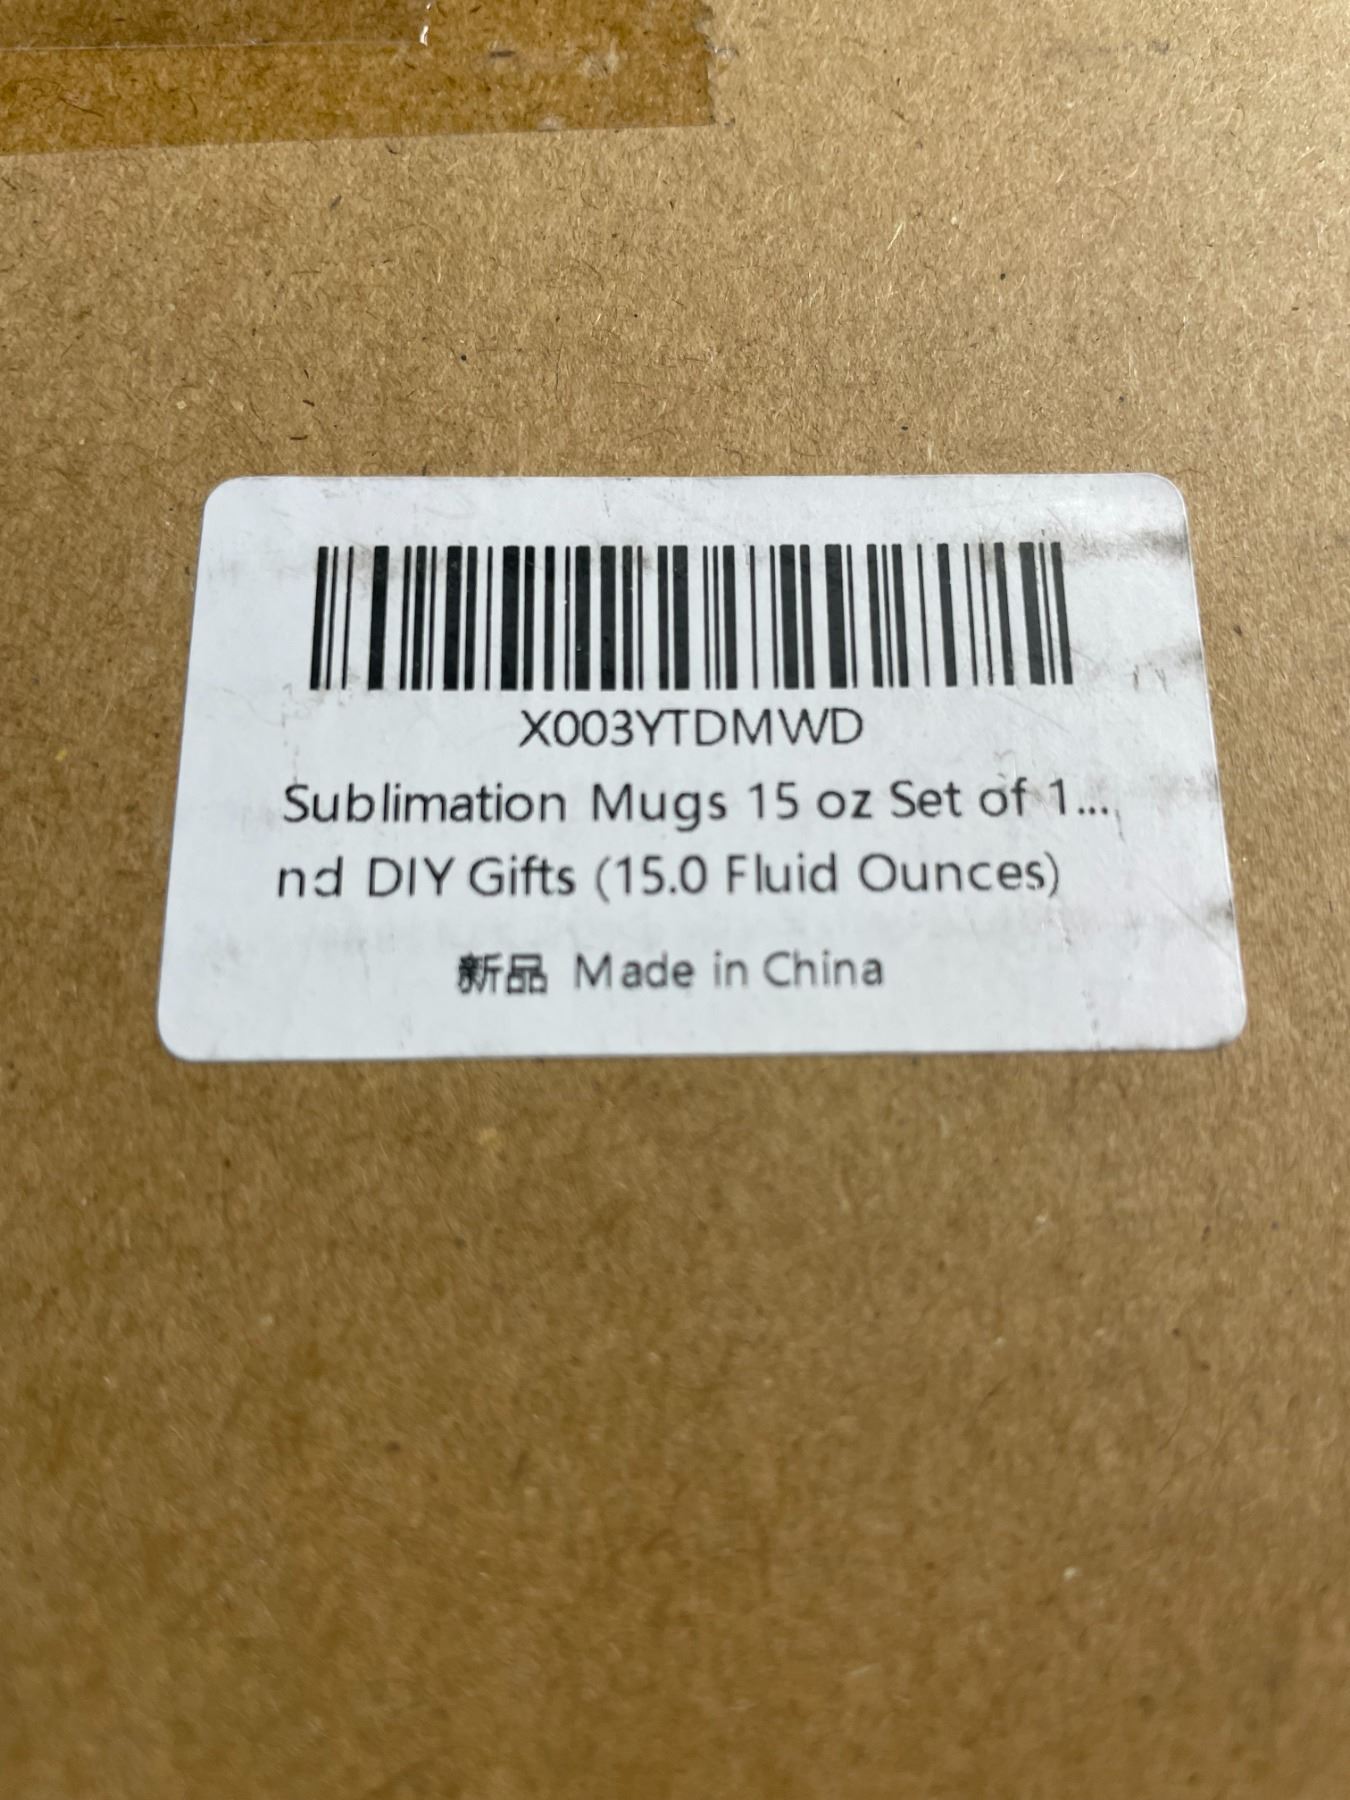 X003YTDMWD
Sublimation Mugs 15 oz Set of 1...
nd DIY Gifts (15.0 Fluid Ounces)
新品 Made in China